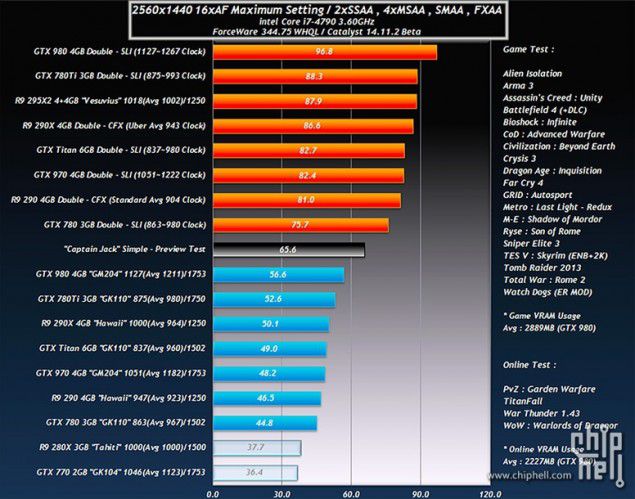 2560x1440 16xAF Maximum Setting / 2xSSAA , 4xMSAA , SMAA , FXAA
intel Core i7-4790 3.60GHz
ForceWare 344.75 WHQL / Catalyst 14.11.2 Beta
GTX 980 4GB Double - SLI (1127~1267 Clock) 96.8
GTX 780Ti 3GB Double - SLI (875~993 Clock) 88.3
R9 295X2 4+4GB "Vesuvius" 1018(Avg 1002)/1250 87.9
R9 290X 4GB Double - CFX (Uber Avg 943 Clock) 86.6
GTX Titan 6GB Double - SLI (837~980 Clock) 82.7
GTX 970 4GB Double - SLI (1051~1222 Clock) 82.4
R9 290 4GB Double - CFX (Standard Avg 904 Clock) 81.0
GTX 780 3GB Double - SLI (863~980 Clock) 75.7
"Captain Jack" Simple - Preview Test 65.6
GTX 980 4GB "GM204" 1127(Avg 1211)/1753 56.6
GTX 780Ti 3GB "GK110" 875(Avg 980)/1750 52.6
R9 290X 4GB "Hawaii" 1000(Avg 964)/1250 50.1
GTX Titan 6GB "GK110" 837(Avg 960)/1502 49.0
GTX 970 4GB "GM204" 1051(Avg 1182)/1753 48.2
R9 290 4GB "Hawaii" 947(Avg 923)/1250 46.5
GTX 780 3GB "GK110" 863(Avg 967)/1502 44.8
R9 280X 3GB "Tahiti" 1000(Avg 1000)/1500 37.7
GTX 770 2GB "GK104" 1046(Avg 1123)/1753 36.4
0.0 20.0 40.0 60.0 80.0 100.0 120.0
Game Test :
Alien Isolation
Arma 3
Assassin's Creed : Unity
Battlefield 4 (+DLC)
Bioshock : Infinite
CoD : Advanced Warfare
Civilization : Beyond Earth
Crysis 3
Dragon Age : Inquisition
Far Cry 4
GRID : Autosport
Metro : Last Light - Redux
M-E : Shadow of Mordor
Ryse : Son of Rome
Sniper Elite 3
TES V : Skyrim (ENB+2K)
Tomb Raider 2013
Total War : Rome 2
Watch Dogs (ER MOD)
* Game VRAM Usage
Avg : 2889MB (GTX 980)
Online Test :
PvZ : Garden Warfare
TitanFall
War Thunder 1.43
WoW : Warlords of Draenor
* Online VRAM Usage
Avg : 2227MB (GTX 980)
www.chiphell.com
chip
hell